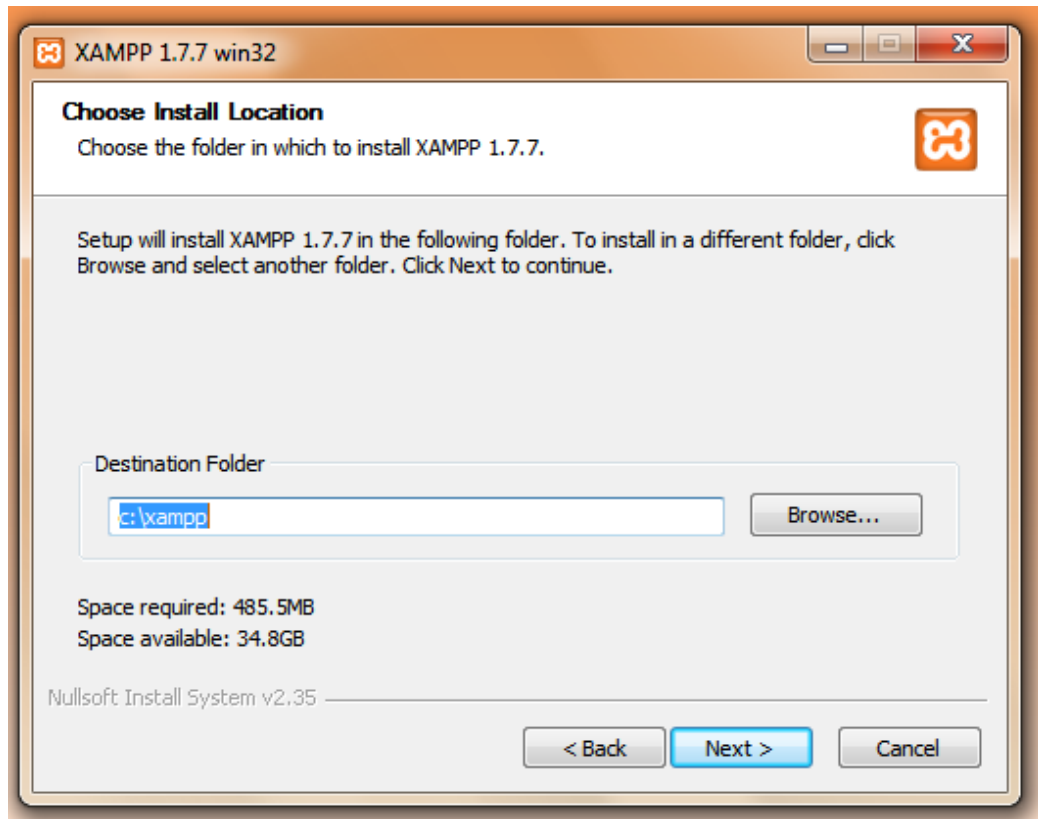 XAMPP 1.7.7 win32
Choose Install Location
Choose the folder in which to install XAMPP 1.7.7.
Setup will install XAMPP 1.7.7 in the following folder. To install in a different folder, click
Browse and select another folder. Click Next to continue.
Destination Folder
c:\xampp
Browse...
Space required: 485.5MB
Space available: 34.8GB
Nullsoft Install System v2.35
< Back Next > Cancel